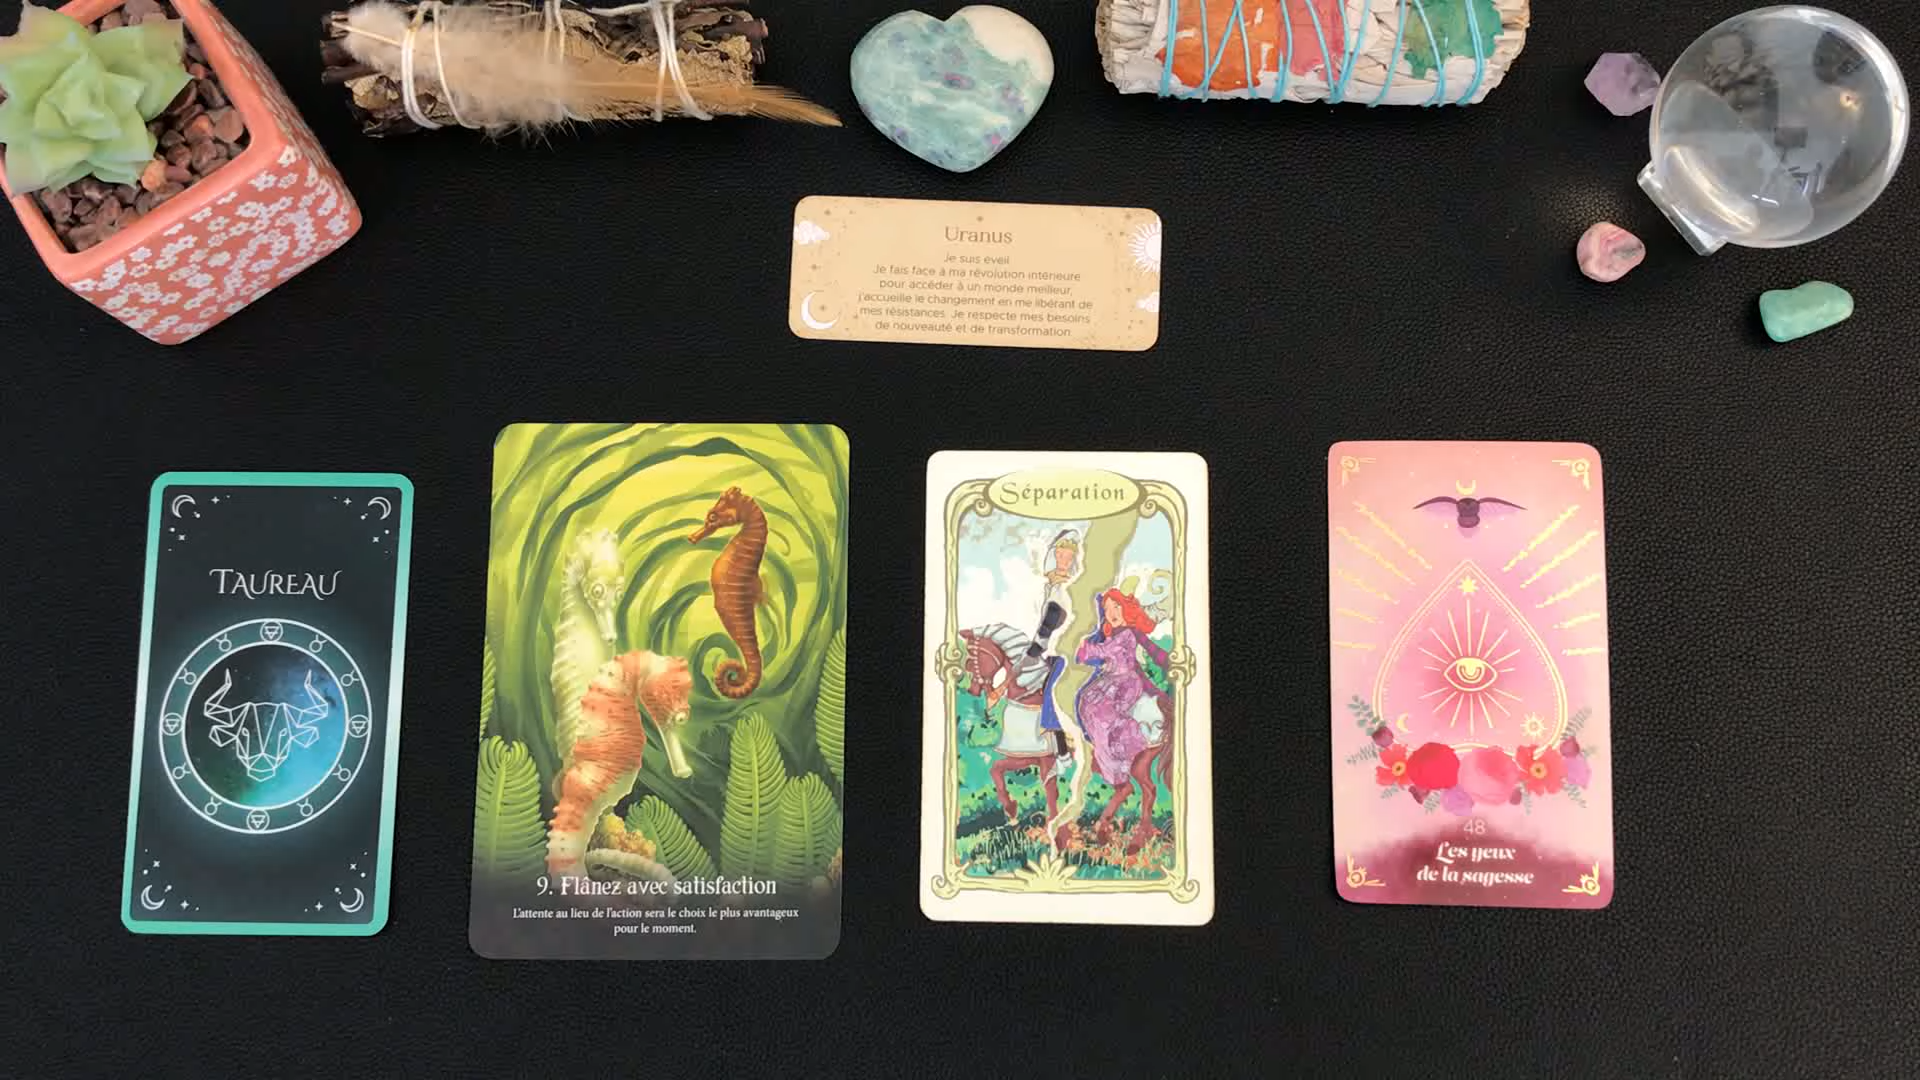 Uranus
Je suis éveil
Je fais face à ma révolution intérieure
pour accéder à un monde meilleur,
j'accueille le changement en me libérant de
mes résistances. Je respecte mes besoins
de nouveauté et de transformation.
TAUREAU
9. Flânez avec satisfaction
L'attente au lieu de l'action sera le choix le plus avantageux
pour le moment.
Séparation
48
Les yeux
de la sagesse